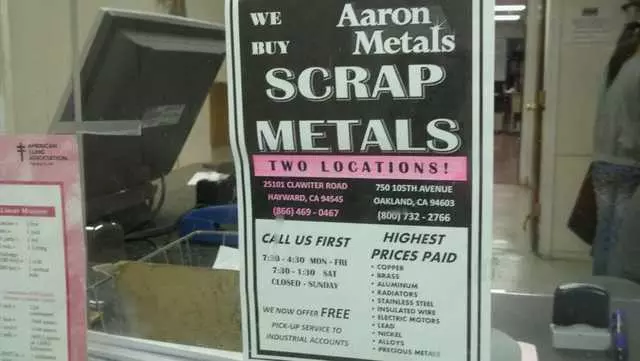 WE
BUY
Aaron
Metals
SCRAP
METALS
TWO LOCATIONS!
25101 CLAWITER ROAD
HAYWARD, CA 94545
(866) 469 - 0467
750 105TH AVENUE
OAKLAND, CA 94603
(800) 732 - 2766
CALL US FIRST
7:30 - 4:30 MON - FRI
7:30 - 1:30 SAT
CLOSED - SUNDAY
WE NOW OFFER FREE
PICK-UP SERVICE TO
INDUSTRIAL ACCOUNTS
HIGHEST
PRICES PAID
• COPPER
• BRASS
• ALUMINUM
• RADIATORS
• STAINLESS STEEL
• INSULATED WIRE
• ELECTRIC MOTORS
• LEAD
• NICKEL
• ALLOYS
• PRECIOUS METALS
AMERICAN
LUNG
ASSOCIATION